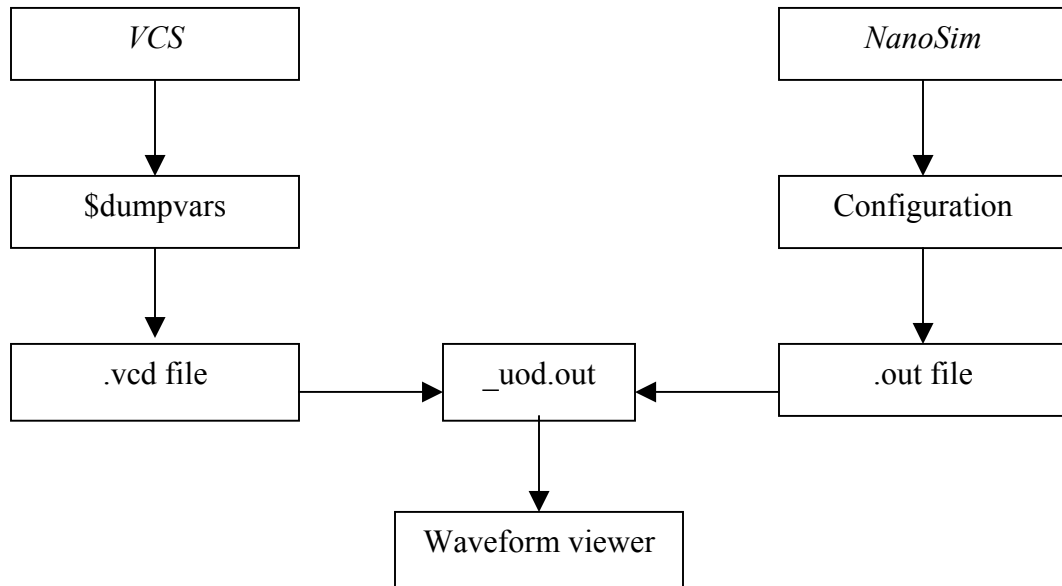 VCS
NanoSim
$dumpvars
Configuration
.vcd file
_uod.out
.out file
Waveform viewer